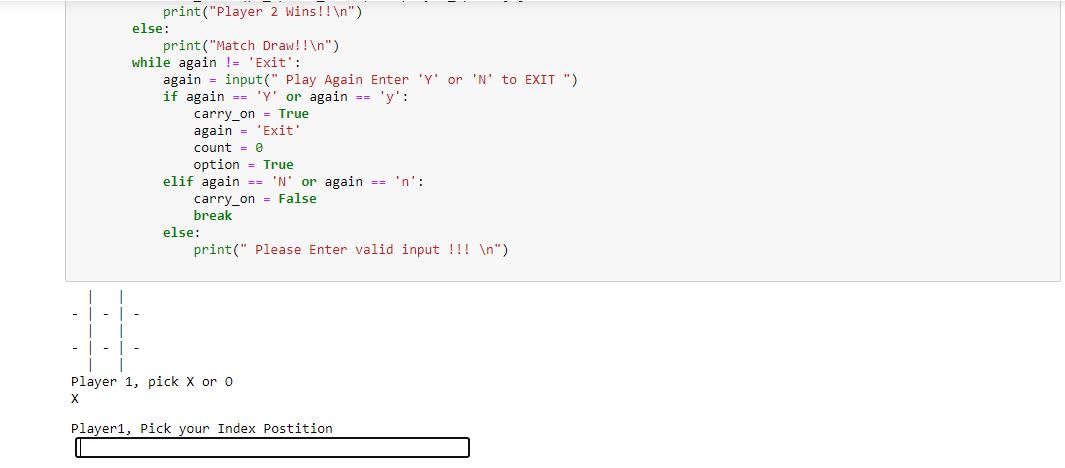 print("Player 2 Wins!!\n")
else:
print("Match Draw!!\n")
while again != 'Exit':
again = input(" Play Again Enter 'Y' or 'N' to EXIT ")
if again == 'Y' or again == 'y':
carry_on = True
again = 'Exit'
count = 0
option = True
elif again == 'N' or again == 'n':
carry_on = False
break
else:
print(" Please Enter valid input !!! \n")
| |
- | - | -
| |
- | - | -
| |
Player 1, pick X or O
X
Player1, Pick your Index Postition